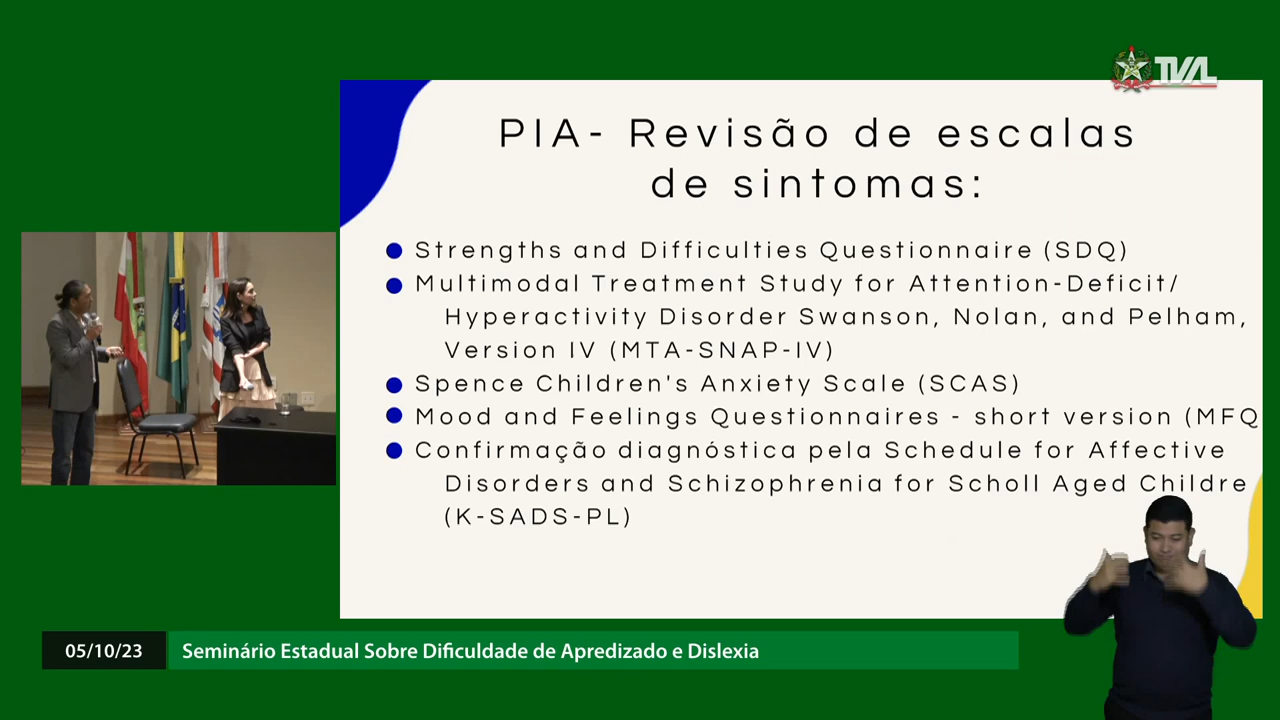 TVAL
PIA- Revisão de escalas
de sintomas:
Strengths and Difficulties Questionnaire (SDQ)
Multimodal Treatment Study for Attention-Deficit/
Hyperactivity Disorder Swanson, Nolan, and Pelham,
Version IV (MTA-SNAP-IV)
Spence Children's Anxiety Scale (SCAS)
Mood and Feelings Questionnaires - short version (MFQ
Confirmação diagnóstica pela Schedule for Affective
Disorders and Schizophrenia for Scholl Aged Childre
(K-SADS-PL)
05/10/23 Seminário Estadual Sobre Dificuldade de Apredizado e Dislexia